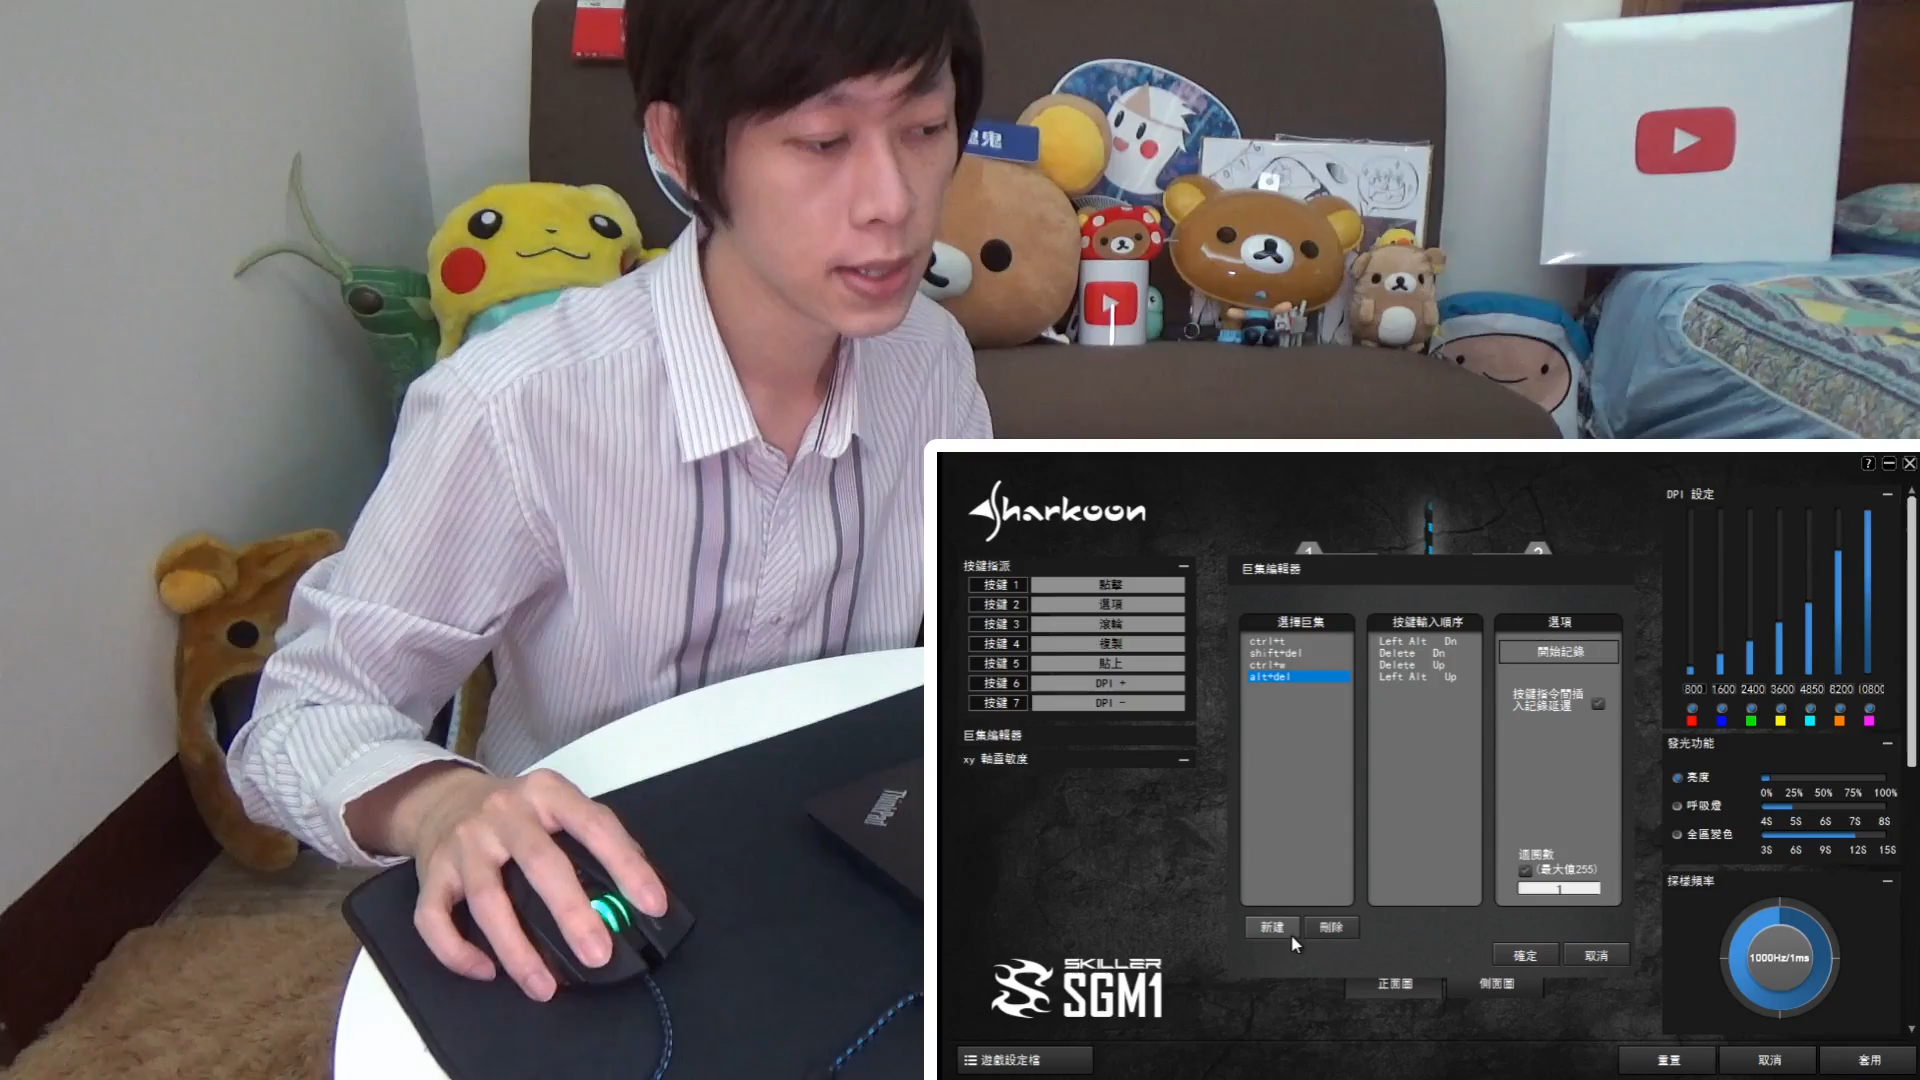 鬼
ThinkPad
Sharkoon
DPI 設定
按鍵指派
按鍵 1 點擊
按鍵 2 選項
按鍵 3 滾輪
按鍵 4 複製
按鍵 5 貼上
按鍵 6 DPI +
按鍵 7 DPI -
巨集編輯器
xy 軸靈敏度
1
2
巨集編輯器
選擇巨集
ctrl+t
shift+del
ctrl+w
alt+del
按鍵輸入順序
Left Alt Dn
Delete Dn
Delete Up
Left Alt Up
選項
開始記錄
按鍵指令間插
入記錄延遲
迴圈數
(最大值255)
1
新建 刪除
確定 取消
正面圖 側面圖
800 1600 2400 3600 4850 8200 10800
發光功能
亮度
0% 25% 50% 75% 100%
呼吸燈
4S 5S 6S 7S 8S
全區變色
3S 6S 9S 12S 15S
採樣頻率
1000Hz/1ms
SKILLER
SGM1
遊戲設定檔
重置 取消 套用